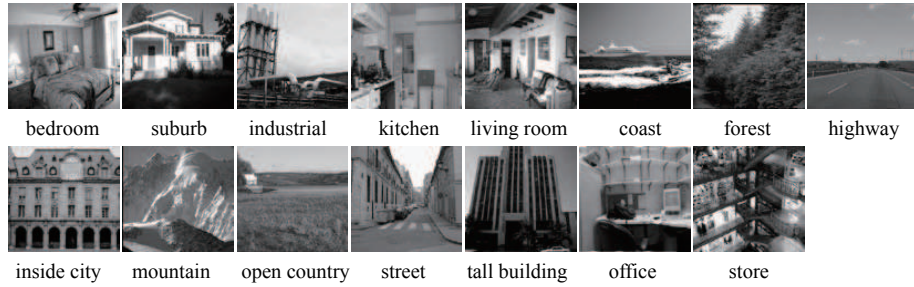 bedroom suburb industrial kitchen living room coast forest highway
inside city mountain open country street tall building office store